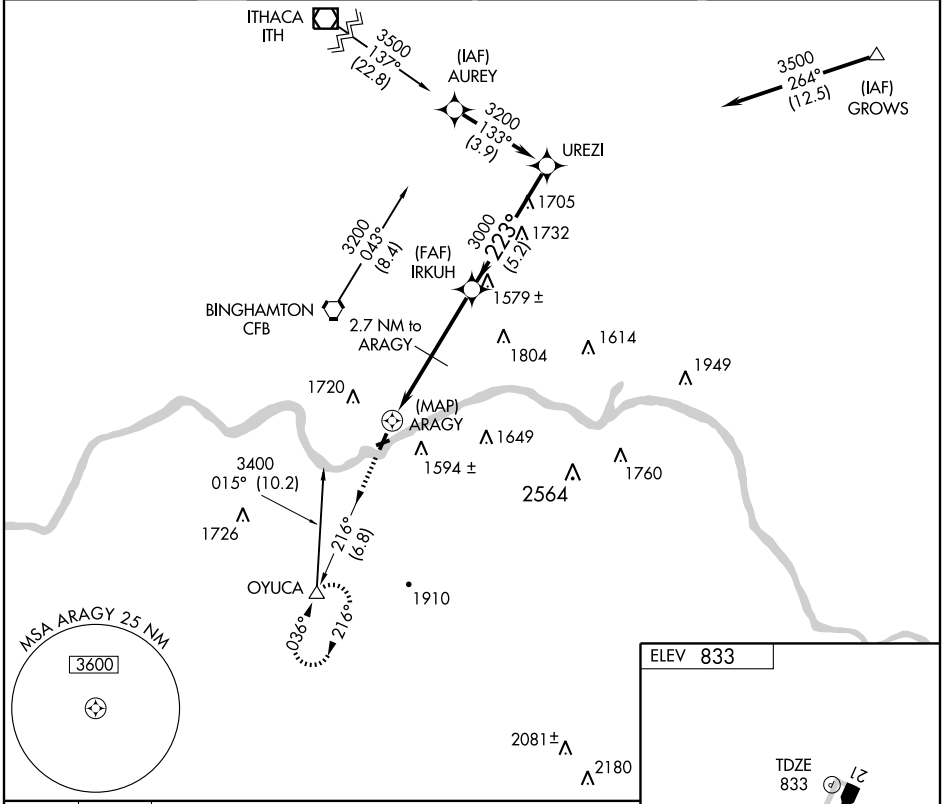 ITHACA
ITH
3500
137°
(22.8)
(IAF)
AUREY
3200
133°
(3.9)
UREZI
3500
264°
(12.5)
(IAF)
GROWS
1705
1732
3000
223°
(5.2)
3200
043°
(8.4)
(FAF)
IRKUH
1579 ±
BINGHAMTON
CFB
2.7 NM to
ARAGY
1804
1614
1949
1720
(MAP)
ARAGY
1649
1594 ±
1760
2564
3400
015° (10.2)
1726
216°
(6.8)
OYUCA
1910
036°
216°
MSA ARAGY 25 NM
3600
ELEV 833
2081 ±
2180
TDZE
833
21